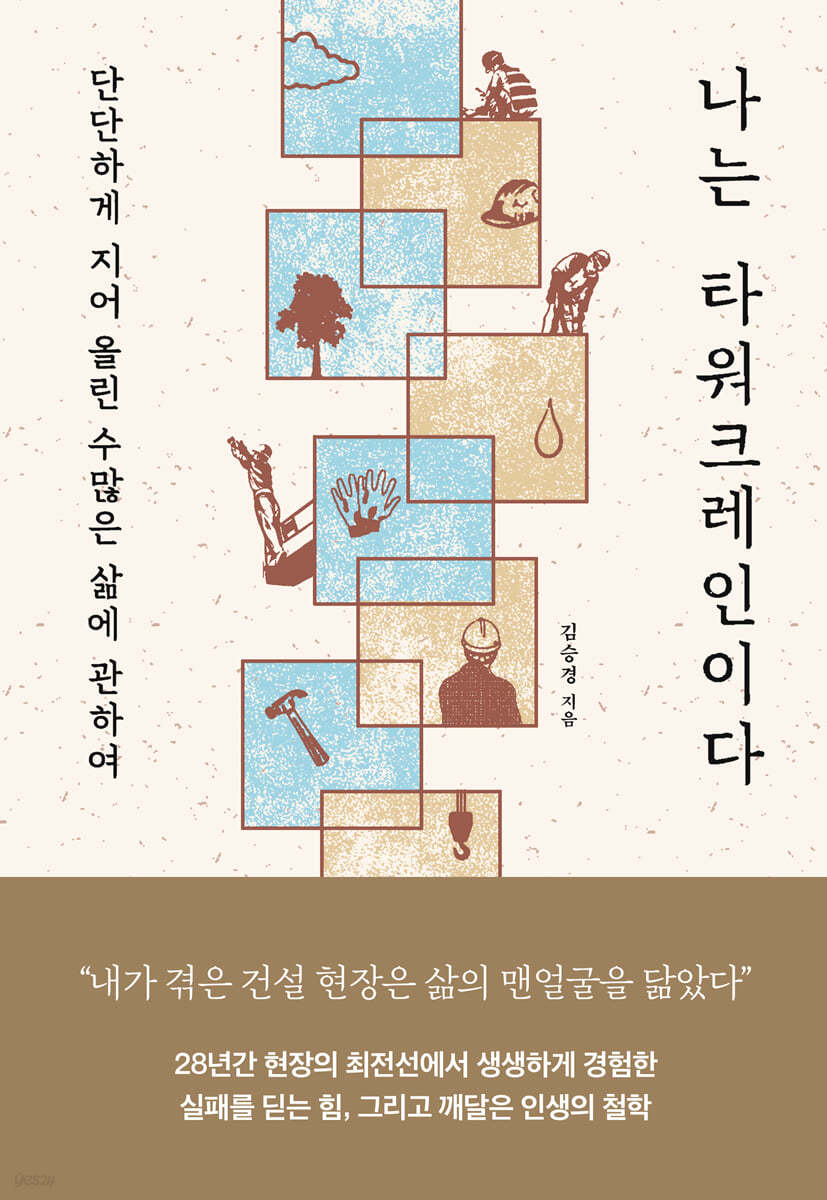 나는 타워크레인이다
단단하게 지어 올린 수많은 삶에 관하여
김승경 지음
“내가 겪은 건설 현장은 삶의 맨얼굴을 닮았다”
28년간 현장의 최전선에서 생생하게 경험한
실패를 딛는 힘, 그리고 깨달은 인생의 철학
yes24